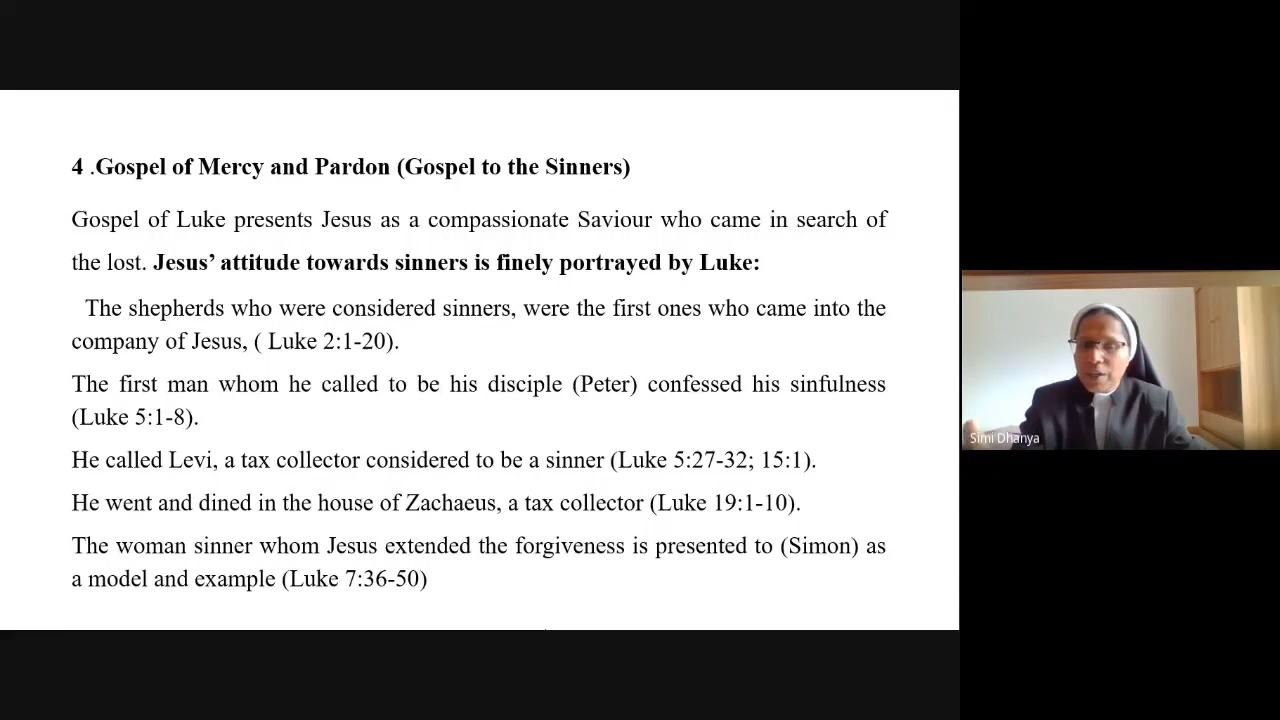 4 .Gospel of Mercy and Pardon (Gospel to the Sinners)
Gospel of Luke presents Jesus as a compassionate Saviour who came in search of
the lost. Jesus’ attitude towards sinners is finely portrayed by Luke:
The shepherds who were considered sinners, were the first ones who came into the
company of Jesus, ( Luke 2:1-20).
The first man whom he called to be his disciple (Peter) confessed his sinfulness
(Luke 5:1-8).
He called Levi, a tax collector considered to be a sinner (Luke 5:27-32; 15:1).
He went and dined in the house of Zachaeus, a tax collector (Luke 19:1-10).
The woman sinner whom Jesus extended the forgiveness is presented to (Simon) as
a model and example (Luke 7:36-50)
Simi Dhanya